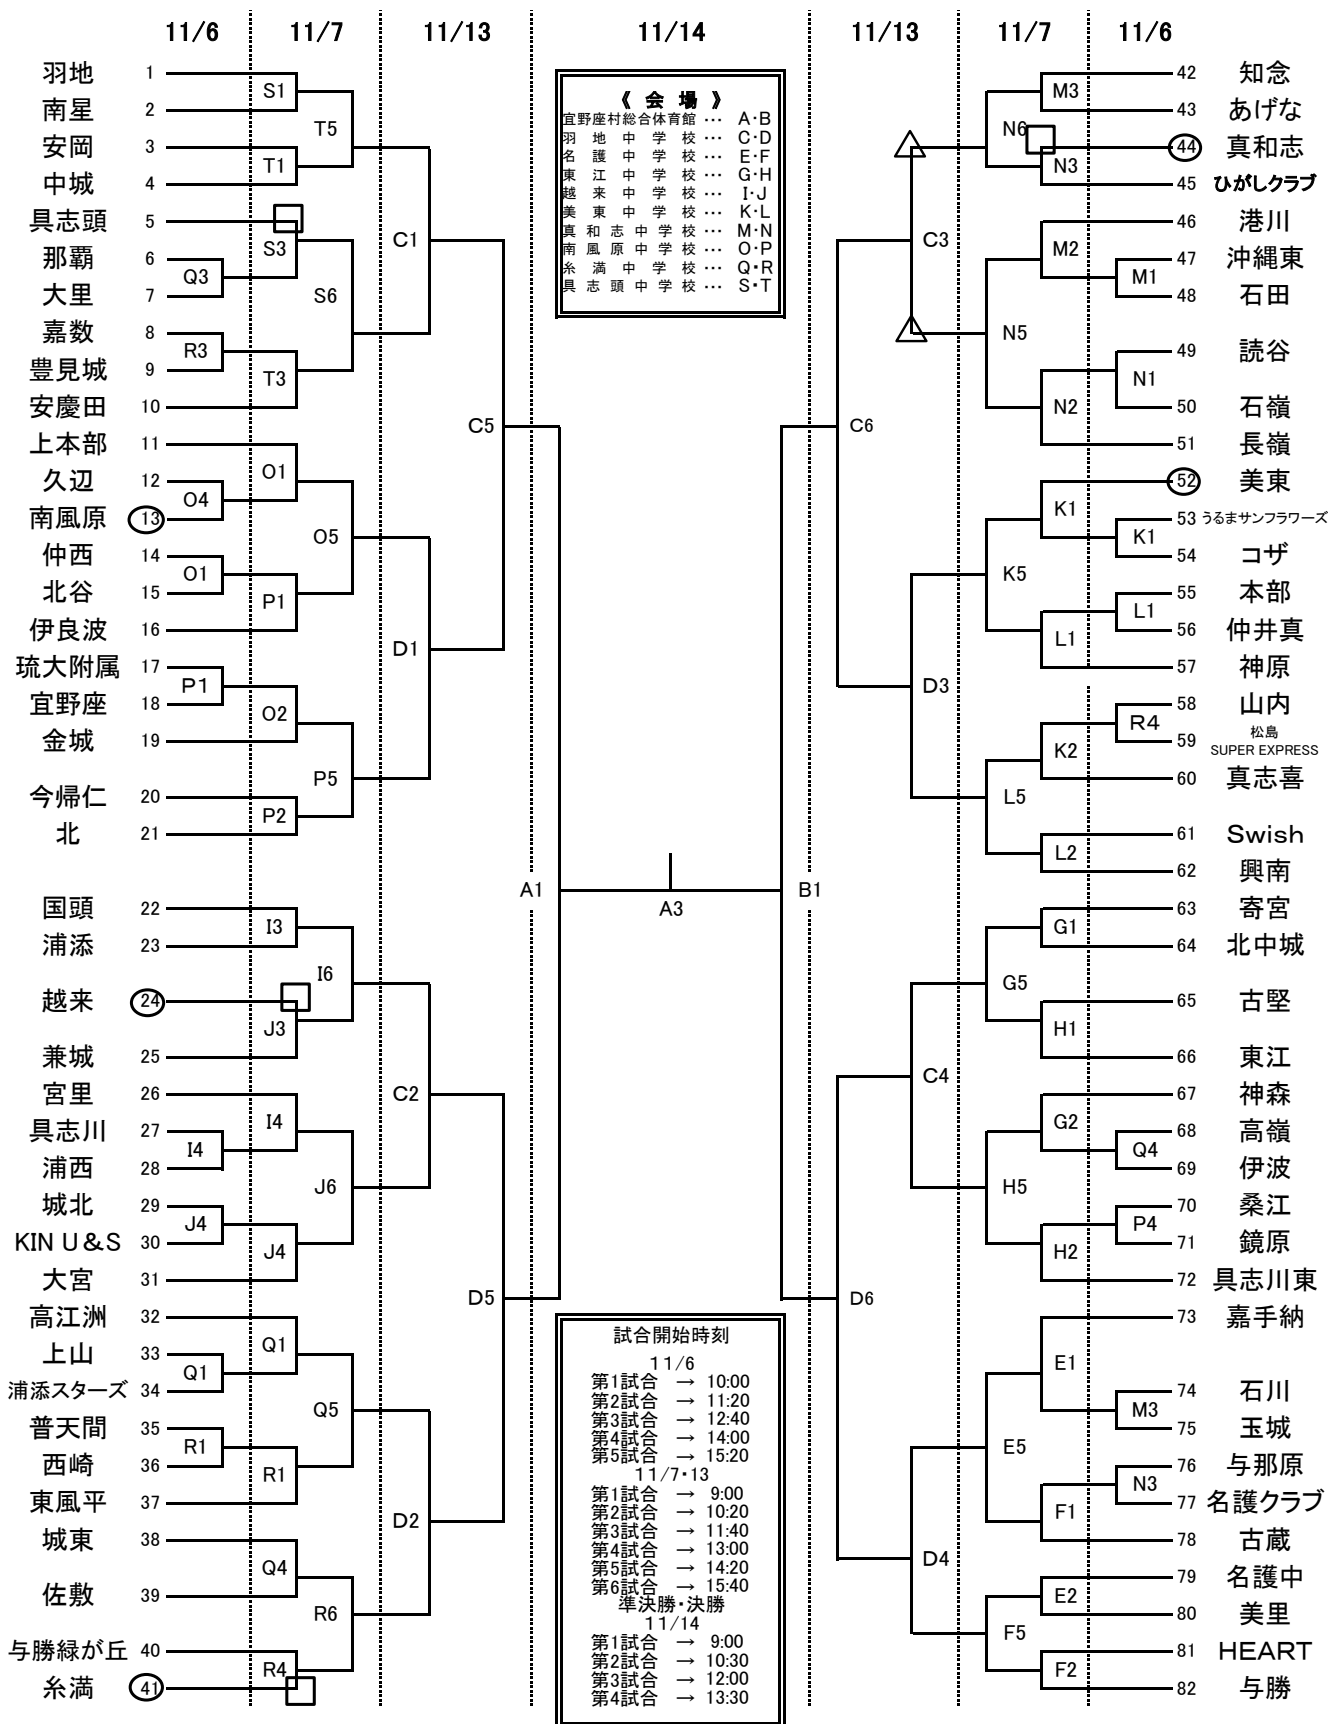 11/6 11/7 11/13 11/14 11/13 11/7 11/6
羽地 1
南星 2
安岡 3
中城 4
具志頭 5
那覇 6
大里 7
嘉数 8
豊見城 9
安慶田 10
上本部 11
久辺 12
南風原 13
仲西 14
北谷 15
伊良波 16
琉大附属 17
宜野座 18
金城 19
今帰仁 20
北 21
国頭 22
浦添 23
越来 24
兼城 25
宮里 26
具志川 27
浦西 28
城北 29
KIN U&S 30
大宮 31
高江洲 32
上山 33
浦添スターズ 34
普天間 35
西崎 36
東風平 37
城東 38
佐敷 39
与勝緑が丘 40
糸満 41
Q3
R3
O4
O1
P1
I4
J4
Q1
R1
S1
T1
S3
T3
O1
P1
O2
P2
I3
J3
I4
J4
Q1
R1
Q4
R4
T5
S6
O5
P5
I6
J6
Q5
R6
C1
D1
C2
D2
C5
D5
A1
《 会 場 》
宜野座村総合体育館 … A・B
羽地中学校 … C・D
名護中学校 … E・F
東江中学校 … G・H
越来中学校 … I・J
美東中学校 … K・L
真和志中学校 … M・N
南風原中学校 … O・P
糸満中学校 … Q・R
具志頭中学校 … S・T
A3
試合開始時刻
11/6
第1試合 → 10:00
第2試合 → 11:20
第3試合 → 12:40
第4試合 → 14:00
第5試合 → 15:20
11/7・13
第1試合 → 9:00
第2試合 → 10:20
第3試合 → 11:40
第4試合 → 13:00
第5試合 → 14:20
第6試合 → 15:40
準決勝・決勝
11/14
第1試合 → 9:00
第2試合 → 10:30
第3試合 → 12:00
第4試合 → 13:30
B1
C6
D6
C3
D3
C4
D4
N6
N5
K5
L5
G5
H5
E5
F5
M3
N3
M2
N2
K1
L1
K2
L2
G1
H1
G2
H2
E1
F1
E2
F2
M1
N1
K1
L1
R4
Q4
P4
M3
N3
42 知念
43 あげな
44 真和志
45 ひがしクラブ
46 港川
47 沖縄東
48 石田
49 読谷
50 石嶺
51 長嶺
52 美東
53 うるまサンフラワーズ
54 コザ
55 本部
56 仲井真
57 神原
58 山内
59 松島
SUPER EXPRESS
60 真志喜
61 Swish
62 興南
63 寄宮
64 北中城
65 古堅
66 東江
67 神森
68 高嶺
69 伊波
70 桑江
71 鏡原
72 具志川東
73 嘉手納
74 石川
75 玉城
76 与那原
77 名護クラブ
78 古蔵
79 名護中
80 美里
81 HEART
82 与勝